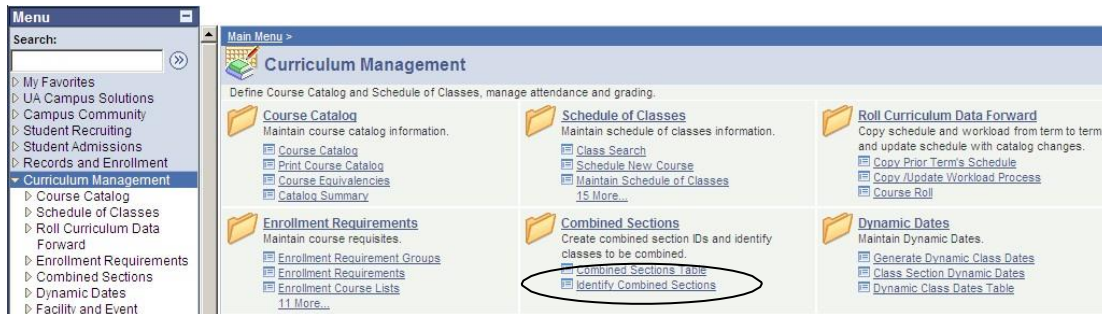 Menu
Search:
My Favorites
UA Campus Solutions
Campus Community
Student Recruiting
Student Admissions
Records and Enrollment
Curriculum Management
Course Catalog
Schedule of Classes
Roll Curriculum Data
Forward
Enrollment Requirements
Combined Sections
Dynamic Dates
Facility and Event
Main Menu >
Curriculum Management
Define Course Catalog and Schedule of Classes, manage attendance and grading.
Course Catalog
Maintain course catalog information.
Course Catalog
Print Course Catalog
Course Equivalencies
Catalog Summary
Schedule of Classes
Maintain schedule of classes information.
Class Search
Schedule New Course
Maintain Schedule of Classes
15 More...
Roll Curriculum Data Forward
Copy schedule and workload from term to term
and update schedule with catalog changes.
Copy Prior Term's Schedule
Copy /Update Workload Process
Course Roll
Enrollment Requirements
Maintain course requisites.
Enrollment Requirement Groups
Enrollment Requirements
Enrollment Course Lists
11 More...
Combined Sections
Create combined section IDs and identify
classes to be combined.
Combined Sections Table
Identify Combined Sections
Dynamic Dates
Maintain Dynamic Dates.
Generate Dynamic Class Dates
Class Section Dynamic Dates
Dynamic Class Dates Table